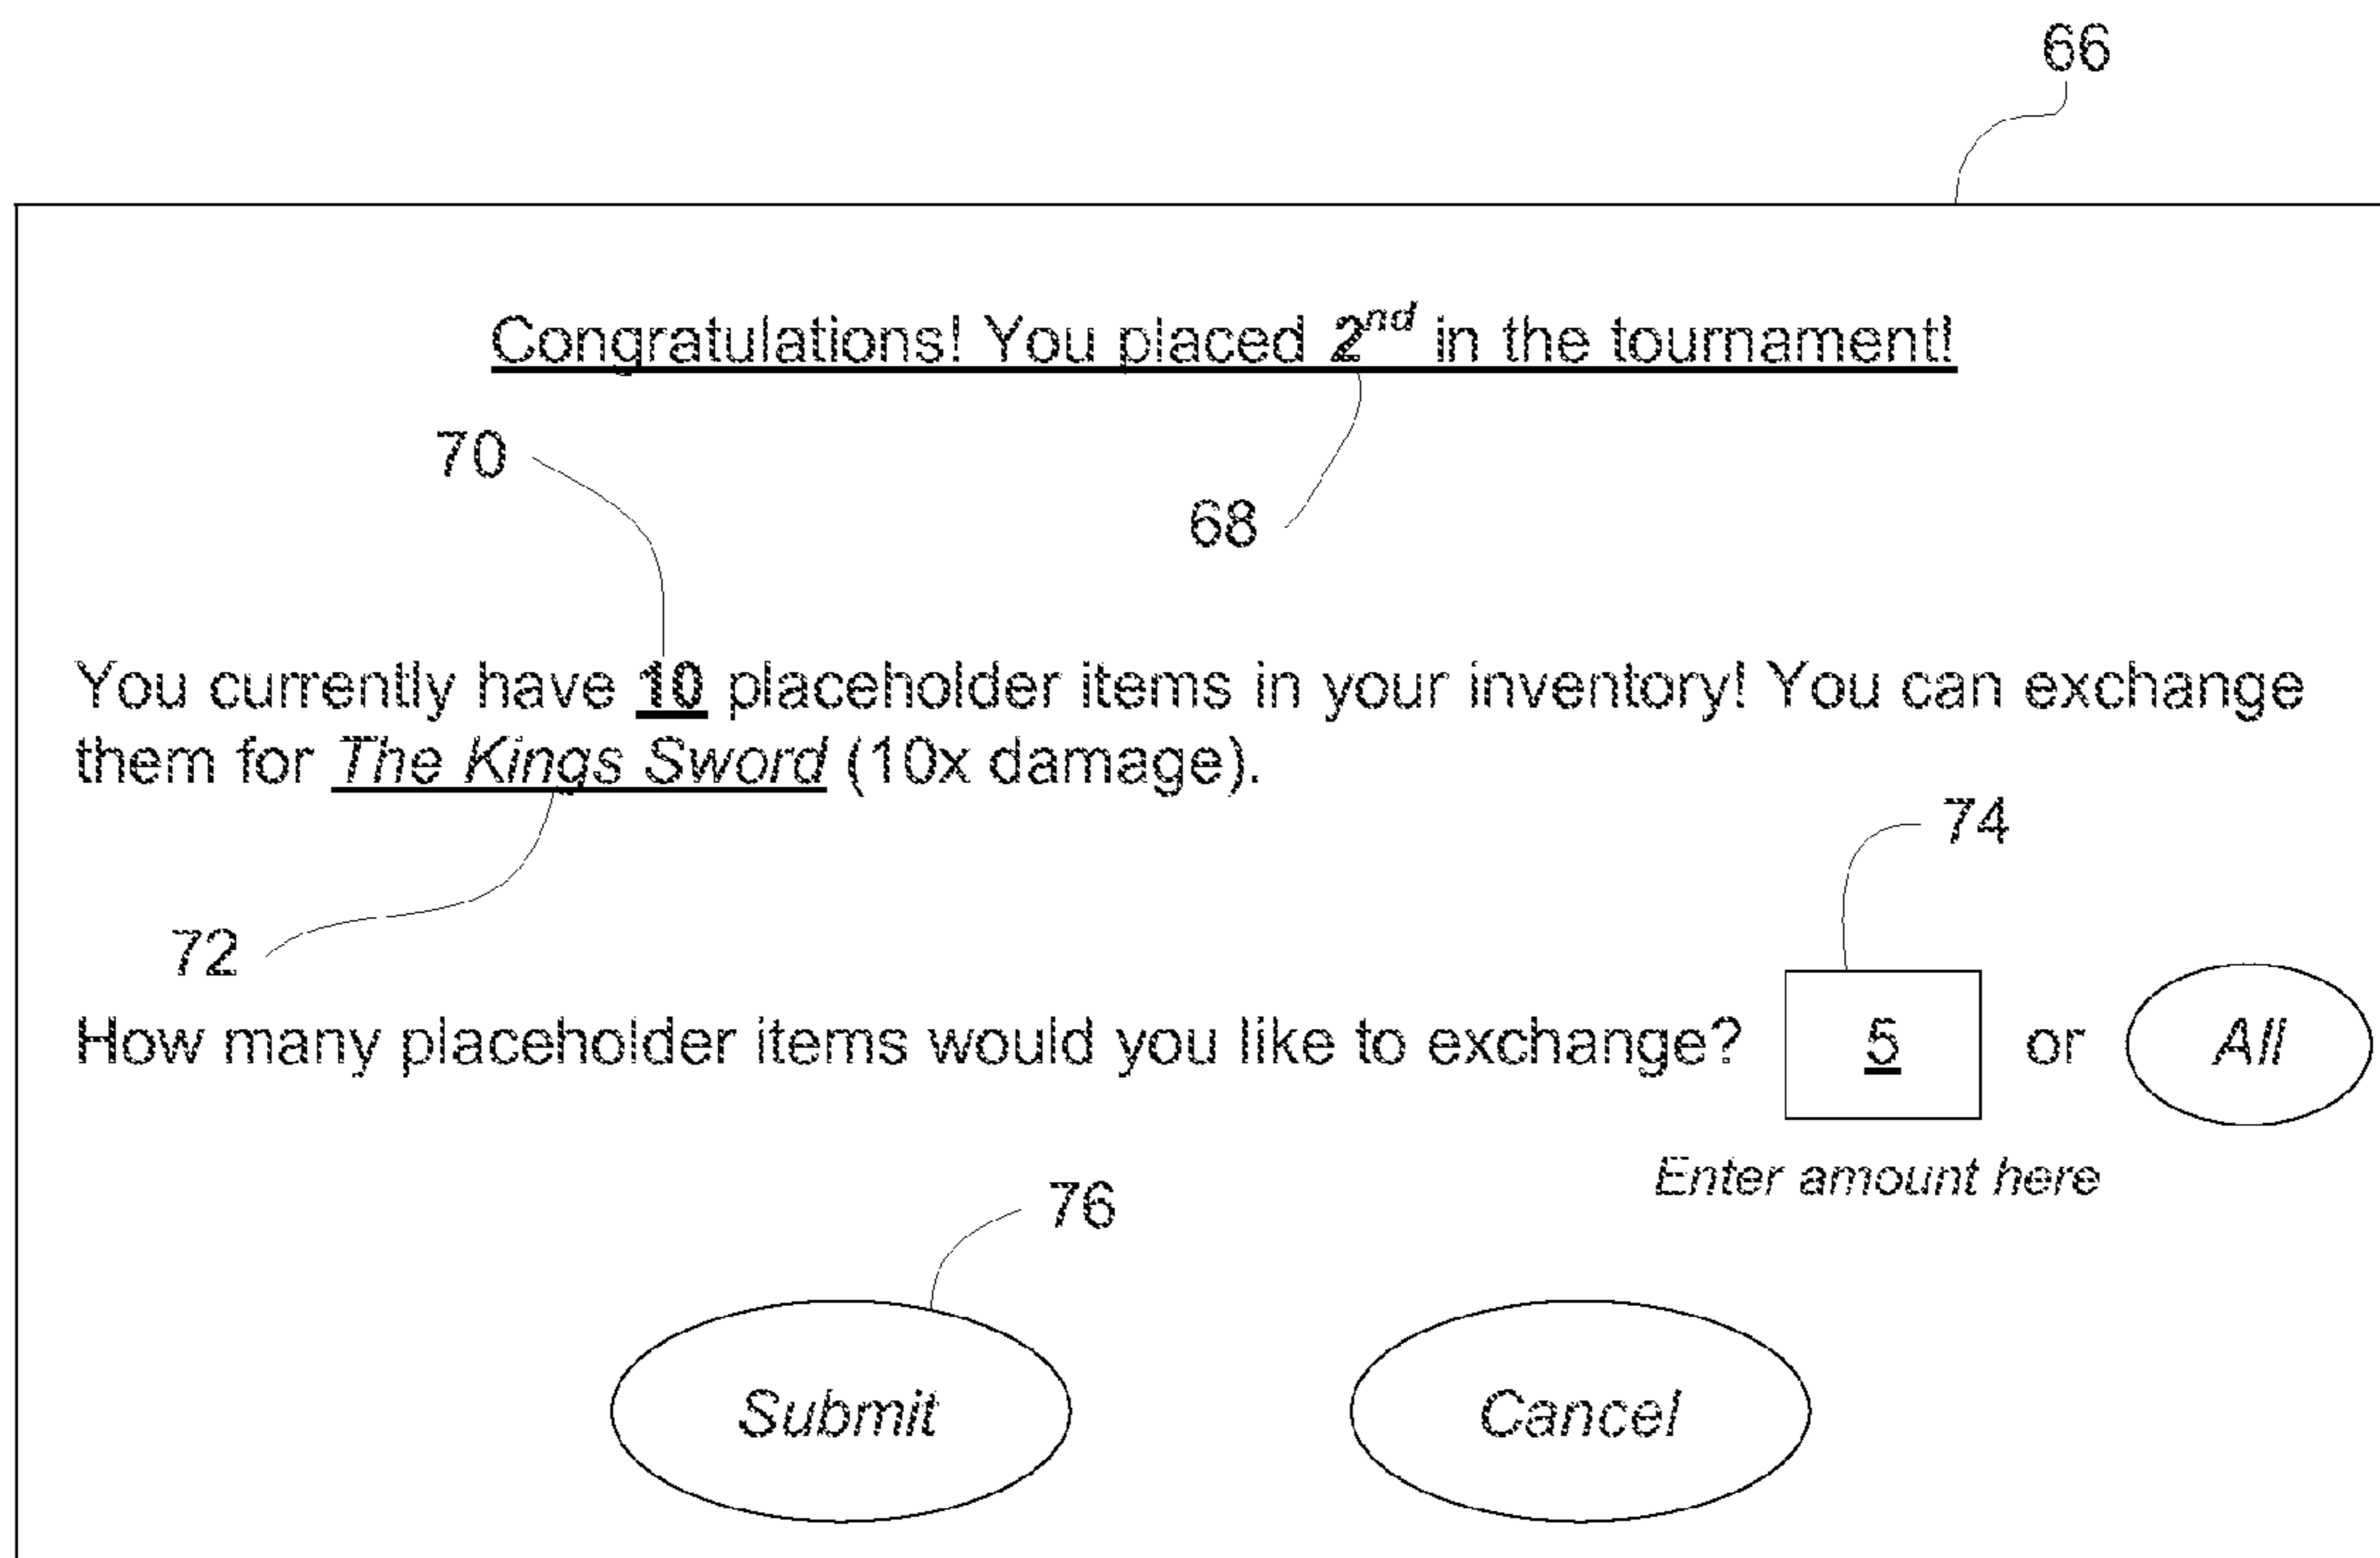 66
Congratulations! You placed 2nd in the tournament!
70
68
You currently have 10 placeholder items in your inventory! You can exchange
them for The Kings Sword (10x damage).
74
72
How many placeholder items would you like to exchange? 5 or All
Enter amount here
76
Submit Cancel